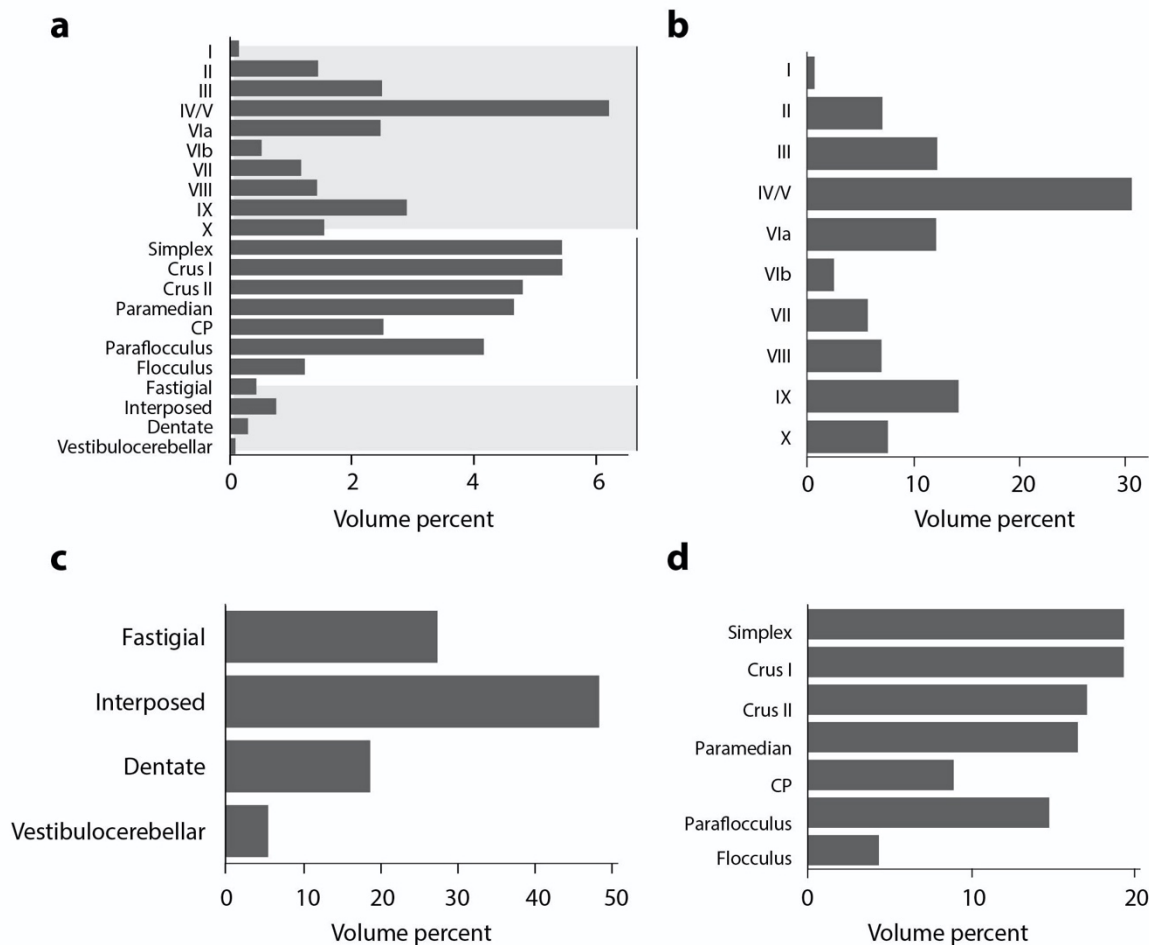 a
I
II
III
IV/V
VIa
VIb
VII
VIII
IX
X
Simplex
Crus I
Crus II
Paramedian
CP
Paraflocculus
Flocculus
Fastigial
Interposed
Dentate
Vestibulocerebellar
0 2 4 6
Volume percent
b
I
II
III
IV/V
VIa
VIb
VII
VIII
IX
X
0 10 20 30
Volume percent
c
Fastigial
Interposed
Dentate
Vestibulocerebellar
0 10 20 30 40 50
Volume percent
d
Simplex
Crus I
Crus II
Paramedian
CP
Paraflocculus
Flocculus
0 10 20
Volume percent